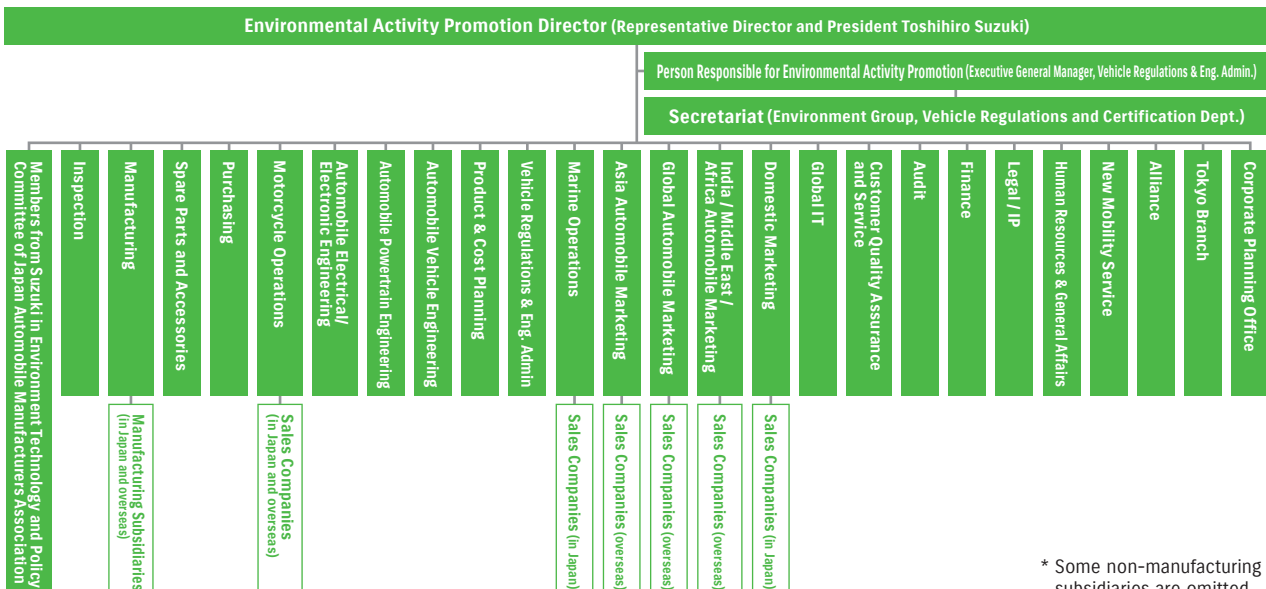 Environmental Activity Promotion Director (Representative Director and President Toshihiro Suzuki)
Person Responsible for Environmental Activity Promotion (Executive General Manager, Vehicle Regulations & Eng. Admin.)
Secretariat (Environment Group, Vehicle Regulations and Certification Dept.)
Members from Suzuki in Environment Technology and Policy
Committee of Japan Automobile Manufacturers Association
Inspection
Manufacturing
Spare Parts and Accessories
Purchasing
Motorcycle Operations
Automobile Electrical/
Electronic Engineering
Automobile Powertrain Engineering
Automobile Vehicle Engineering
Product & Cost Planning
Vehicle Regulations & Eng. Admin
Marine Operations
Asia Automobile Marketing
Global Automobile Marketing
India / Middle East /
Africa Automobile Marketing
Domestic Marketing
Global IT
Customer Quality Assurance
and Service
Audit
Finance
Legal / IP
Human Resources & General Affairs
New Mobility Service
Alliance
Tokyo Branch
Corporate Planning Office
Manufacturing Subsidiaries
(in Japan and overseas)
Sales Companies
(in Japan and overseas)
Sales Companies (in Japan)
Sales Companies (overseas)
Sales Companies (overseas)
Sales Companies (overseas)
Sales Companies (in Japan)
* Some non-manufacturing
subsidiaries are omitted